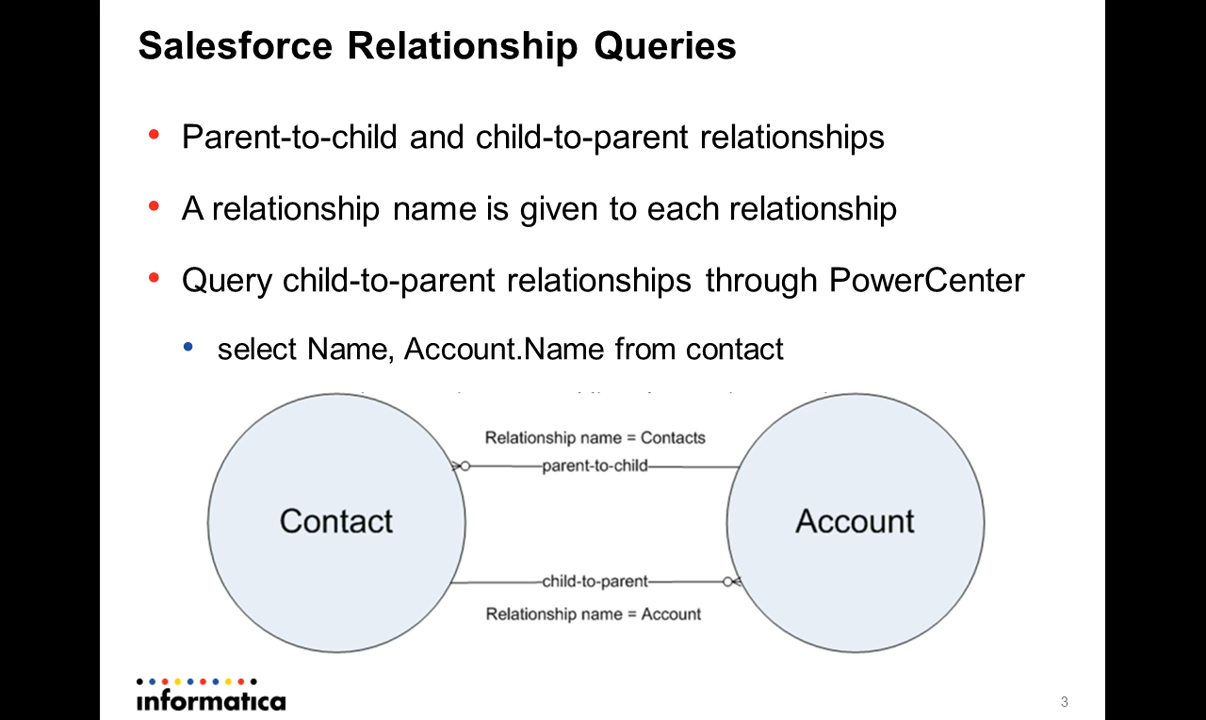 Salesforce Relationship Queries
• Parent-to-child and child-to-parent relationships
• A relationship name is given to each relationship
• Query child-to-parent relationships through PowerCenter
• select Name, Account.Name from contact
Relationship name = Contacts
parent-to-child
Contact
Account
child-to-parent
Relationship name = Account
informatica
3